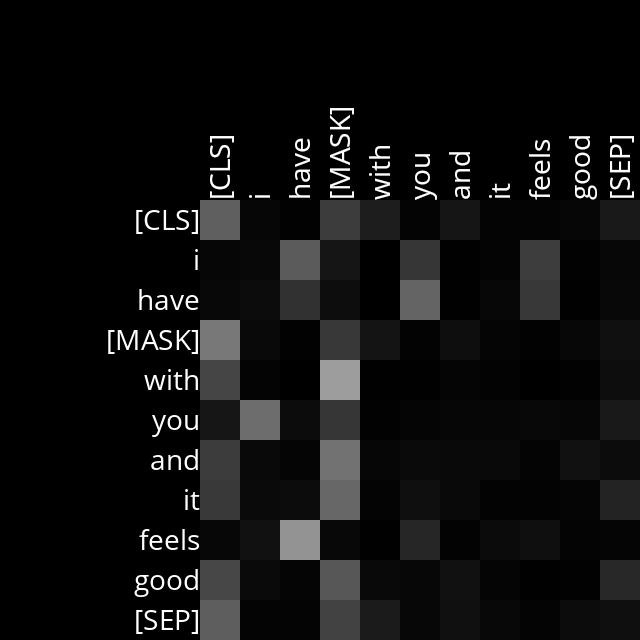 [CLS] i have [MASK] with you and it feels good [SEP]
[CLS]
i
have
[MASK]
with
you
and
it
feels
good
[SEP]